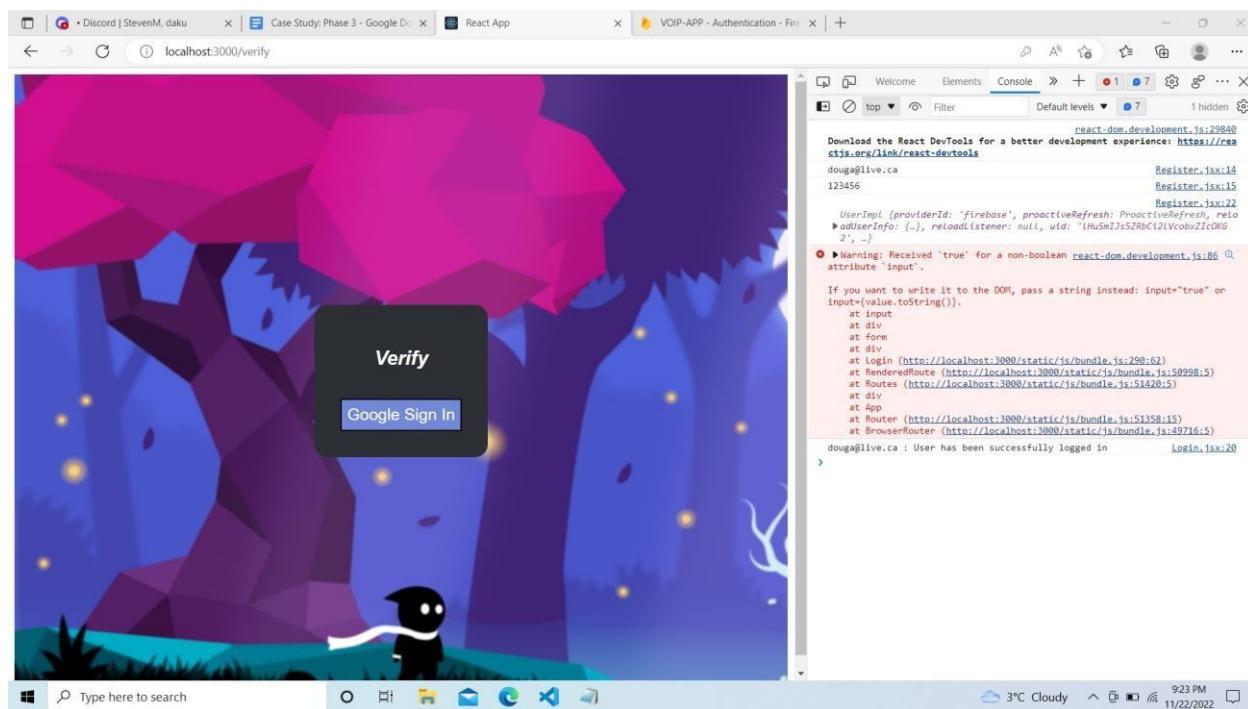 • Discord | StevenM, daku
Case Study: Phase 3 - Google Do
React App
VOIP-APP - Authentication - Fire
localhost:3000/verify
Welcome Elements Console
1 7
top Filter Default levels 7 1 hidden
react-dom.development.js:29840
Download the React DevTools for a better development experience: https://rea
ctjs.org/link/react-devtools
douga@live.ca Register.jsx:14
123456 Register.jsx:15
Register.jsx:22
UserImpl {providerId: 'firebase', proactiveRefresh: ProactiveRefresh, relo
adUserInfo: {…}, reloadListener: null, uid:
2', …}
Warning: Received `true` for a non-boolean react-dom.development.js:86
attribute `input`.
If you want to write it to the DOM, pass a string instead: input="true" or
input={value.toString()}.
at input
at div
at form
at div
at Login (http://localhost:3000/static/js/bundle.js:290:62)
at RenderedRoute (http://localhost:3000/static/js/bundle.js:50998:5)
at Routes (http://localhost:3000/static/js/bundle.js:51420:5)
at div
at App
at Router (http://localhost:3000/static/js/bundle.js:51358:15)
at BrowserRouter (http://localhost:3000/static/js/bundle.js:49716:5)
douga@live.ca : User has been successfully logged in Login.jsx:20
Verify
Google Sign In
Type here to search
3°C Cloudy
9:23 PM
11/22/2022